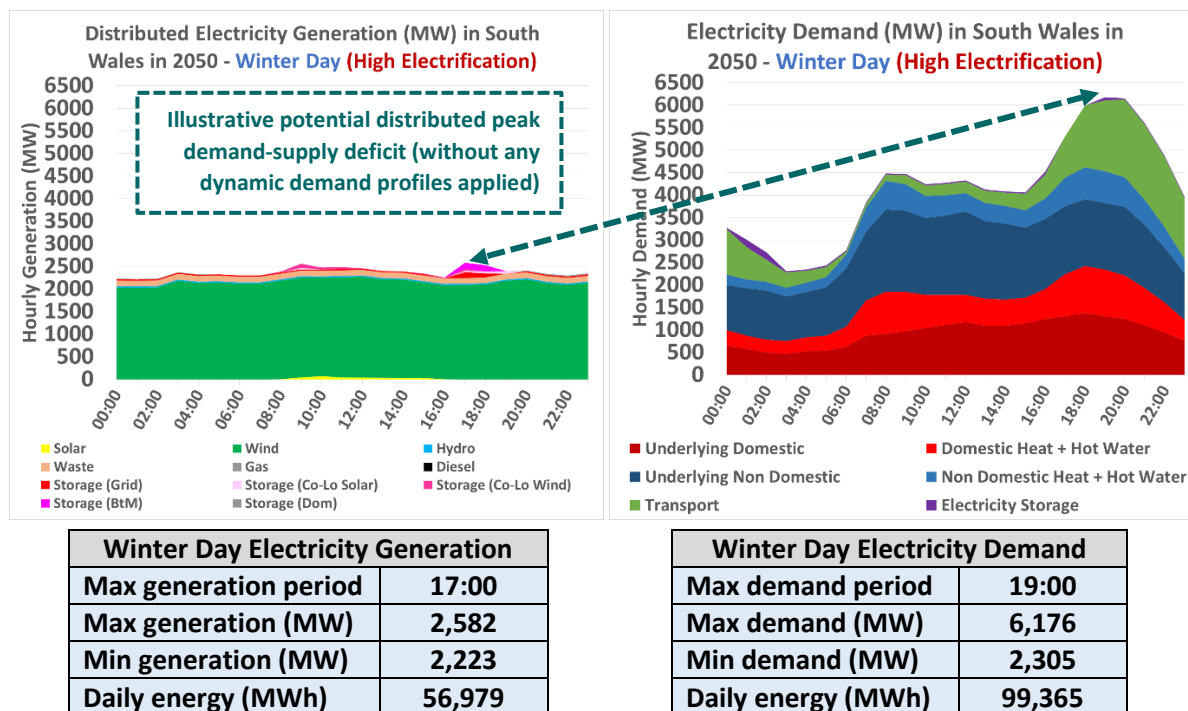 Distributed Electricity Generation (MW) in South
Wales in 2050 - Winter Day (High Electrification)
Hourly Generation (MW)
6500
6000
5500
5000
4500
4000
3500
3000
2500
2000
1500
1000
500
0
Illustrative potential distributed peak
demand-supply deficit (without any
dynamic demand profiles applied)
00:00
02:00
04:00
06:00
08:00
10:00
12:00
14:00
16:00
18:00
20:00
22:00
Solar
Wind
Hydro
Waste
Gas
Diesel
Storage (Grid)
Storage (Co-Lo Solar)
Storage (Co-Lo Wind)
Storage (BtM)
Storage (Dom)
Electricity Demand (MW) in South Wales in
2050 - Winter Day (High Electrification)
Hourly Demand (MW)
6500
6000
5500
5000
4500
4000
3500
3000
2500
2000
1500
1000
500
0
00:00
02:00
04:00
06:00
08:00
10:00
12:00
14:00
16:00
18:00
20:00
22:00
Underlying Domestic
Domestic Heat + Hot Water
Underlying Non Domestic
Non Domestic Heat + Hot Water
Transport
Electricity Storage
Winter Day Electricity Generation
Max generation period 17:00
Max generation (MW) 2,582
Min generation (MW) 2,223
Daily energy (MWh) 56,979
Winter Day Electricity Demand
Max demand period 19:00
Max demand (MW) 6,176
Min demand (MW) 2,305
Daily energy (MWh) 99,365